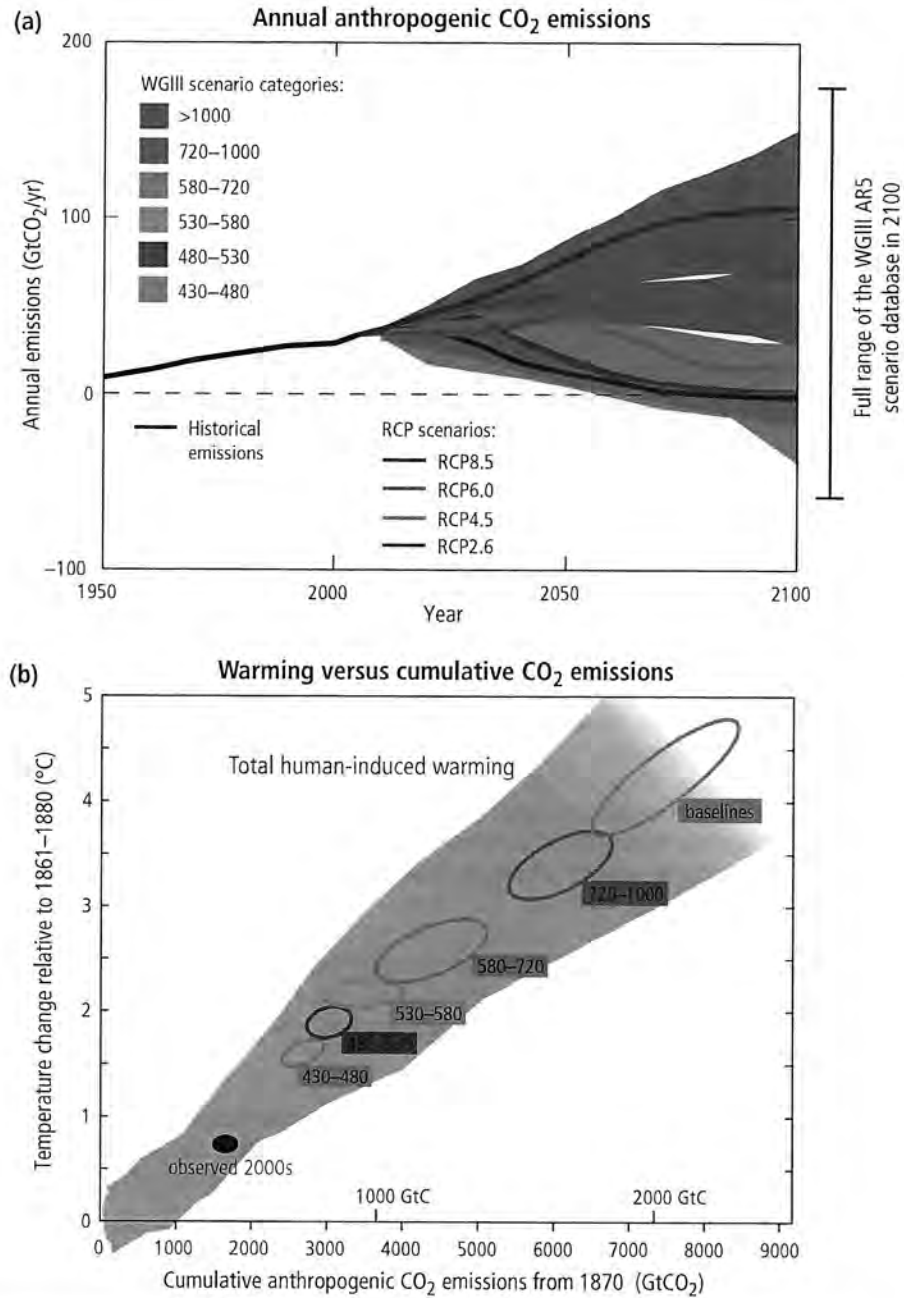 (a)
Annual anthropogenic CO₂ emissions
200
100
0
−100
Annual emissions (GtCO₂/yr)
WGIII scenario categories:
>1000
720–1000
580–720
530–580
480–530
430–480
Historical
emissions
RCP scenarios:
RCP8.5
RCP6.0
RCP4.5
RCP2.6
1950
2000
2050
2100
Year
Full range of the WGIII AR5
scenario database in 2100
(b)
Warming versus cumulative CO₂ emissions
5
4
3
2
1
0
Temperature change relative to 1861–1880 (°C)
Total human-induced warming
baselines
720–1000
580–720
530–580
430–480
observed 2000s
1000 GtC
2000 GtC
0
1000
2000
3000
4000
5000
6000
7000
8000
9000
Cumulative anthropogenic CO₂ emissions from 1870 (GtCO₂)